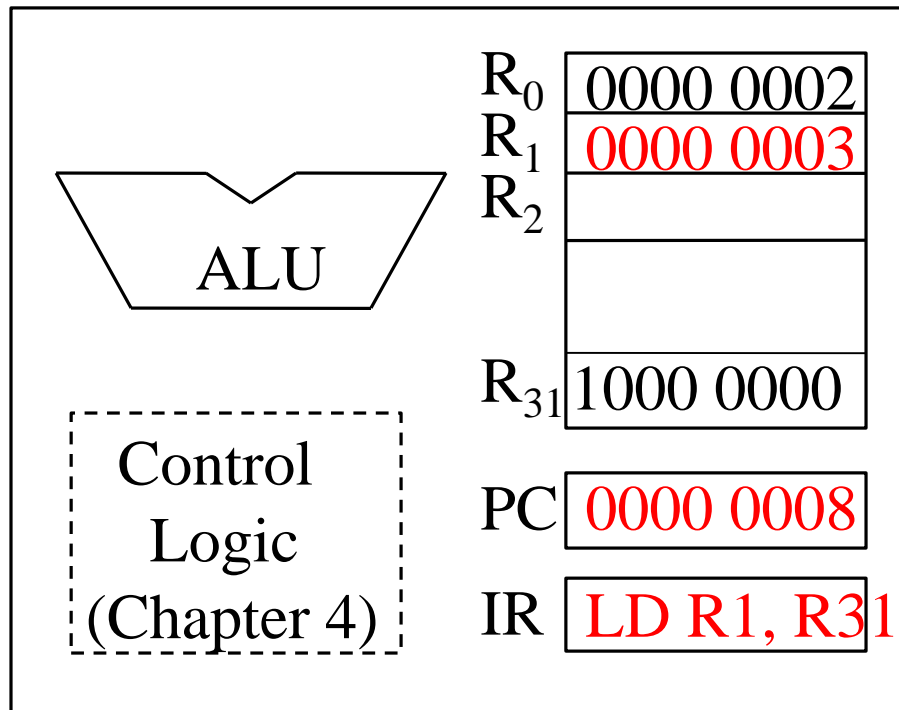 R0 0000 0002
R1 0000 0003
R2
ALU
R31 1000 0000
Control
Logic
(Chapter 4)
PC 0000 0008
IR LD R1, R31